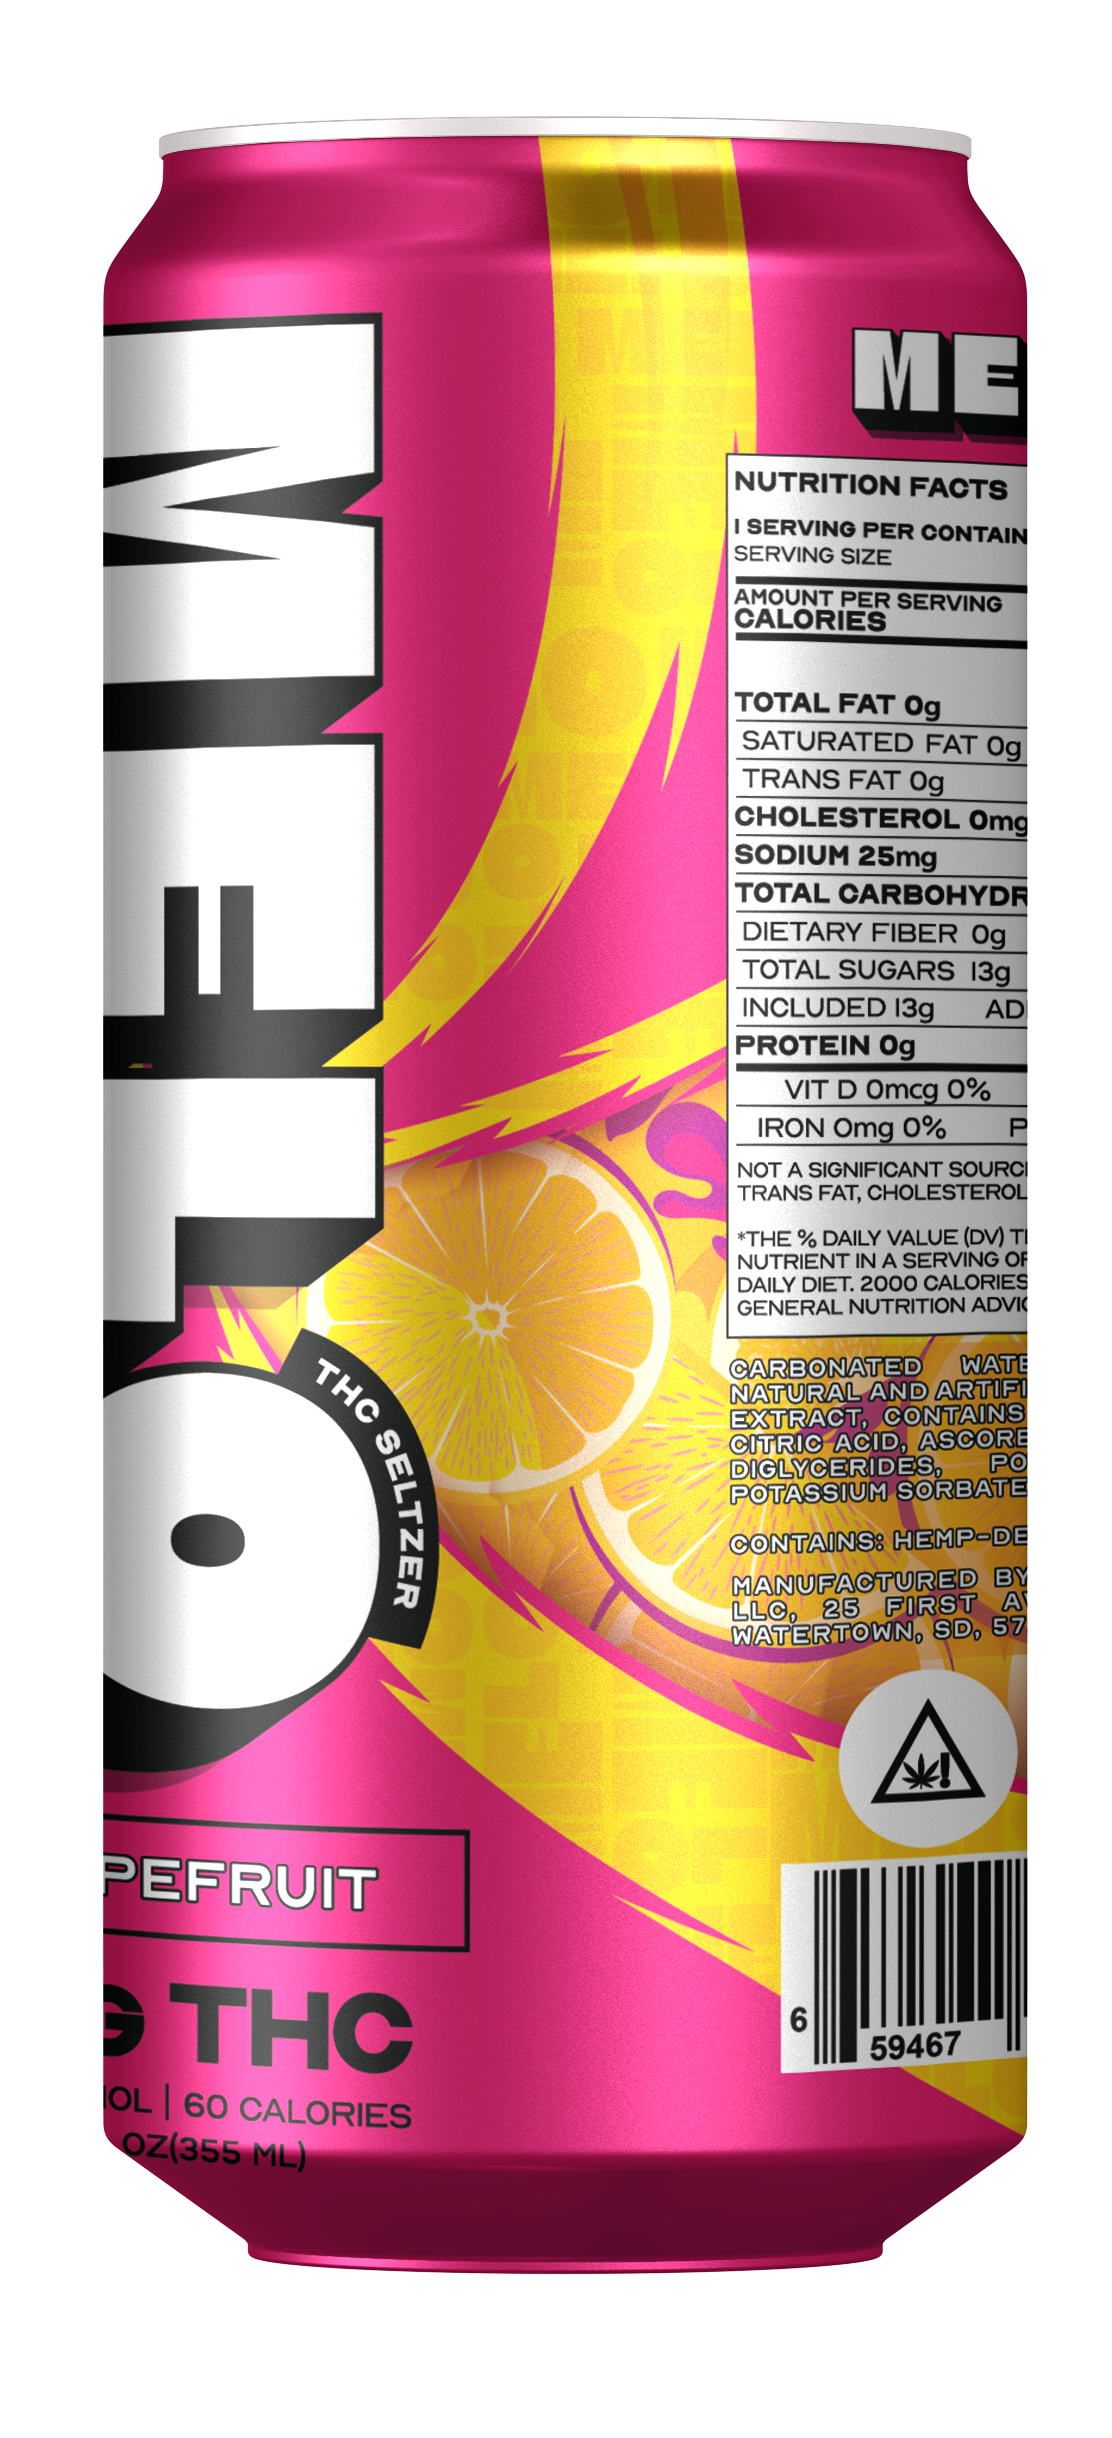 MELO
THC SELTZER
PEFRUIT
G THC
OL | 60 CALORIES
OZ(355 ML)
ME
NUTRITION FACTS
1 SERVING PER CONTAIN
SERVING SIZE
AMOUNT PER SERVING
CALORIES
TOTAL FAT 0g
SATURATED FAT 0g
TRANS FAT 0g
CHOLESTEROL 0mg
SODIUM 25mg
TOTAL CARBOHYDR
DIETARY FIBER 0g
TOTAL SUGARS 13g
INCLUDED 13g AD
PROTEIN 0g
VIT D 0mcg 0%
IRON 0mg 0% P
NOT A SIGNIFICANT SOURC
TRANS FAT, CHOLESTEROL
*THE % DAILY VALUE (DV) T
NUTRIENT IN A SERVING OF
DAILY DIET. 2000 CALORIES
GENERAL NUTRITION ADVIC
CARBONATED WATE
NATURAL AND ARTIFI
EXTRACT, CONTAINS
CITRIC ACID, ASCORB
DIGLYCERIDES, PO
POTASSIUM SORBATE
CONTAINS: HEMP-DE
MANUFACTURED BY
LLC, 25 FIRST AV
WATERTOWN, SD, 57
6 59467